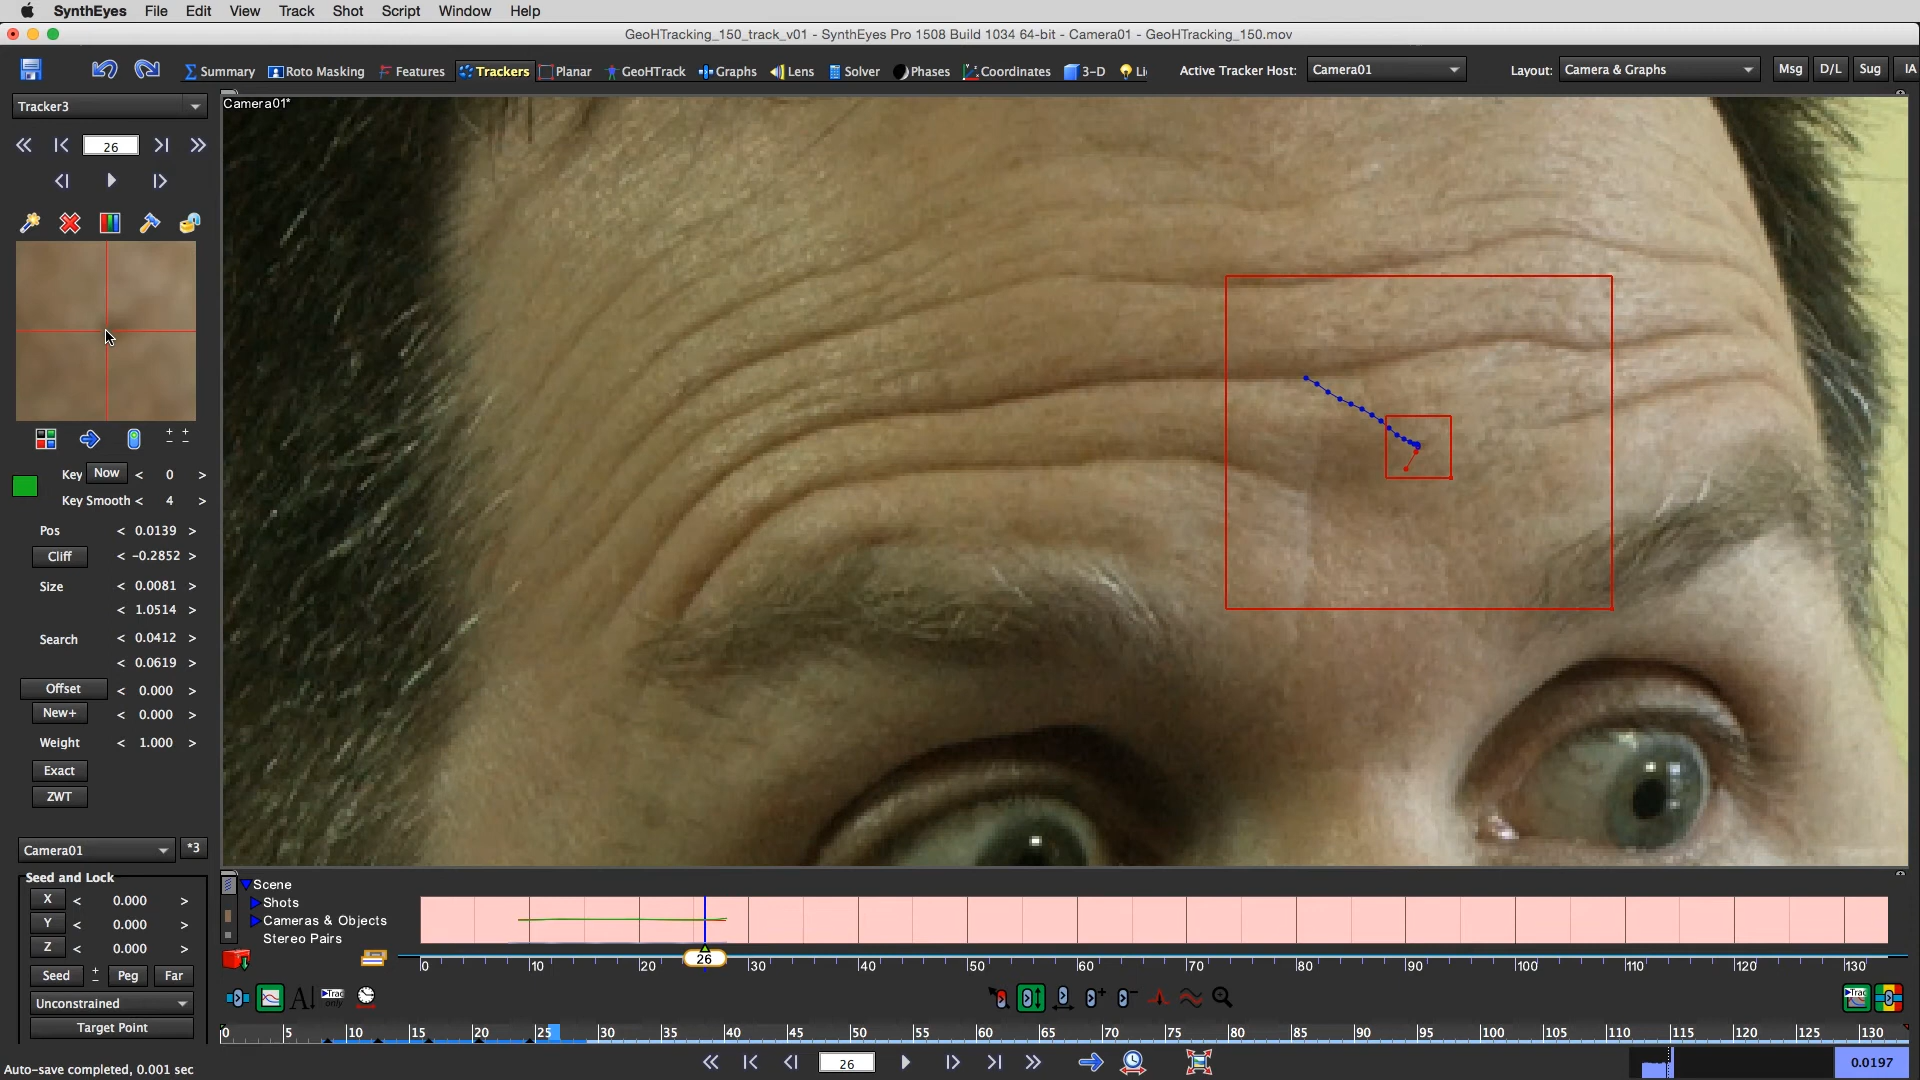 SynthEyes File Edit View Track Shot Script Window Help
GeoHTracking_150_track_v01 - SynthEyes Pro 1508 Build 1034 64-bit - Camera01 - GeoHTracking_150.mov
Summary Roto Masking Features Trackers Planar GeoHTrack Graphs Lens Solver Phases Coordinates 3-D Li Active Tracker Host: Camera01 Layout: Camera & Graphs Msg D/L Sug IA
Tracker3
Camera01*
26
Key Now < 0 >
Key Smooth < 4 >
Pos < 0.0139 >
Cliff < -0.2852 >
Size < 0.0081 >
< 1.0514 >
Search < 0.0412 >
< 0.0619 >
Offset < 0.000 >
New+ < 0.000 >
Weight < 1.000 >
Exact
ZWT
Camera01 *3
Seed and Lock
X < 0.000 >
Y < 0.000 >
Z < 0.000 >
Seed Peg Far
Unconstrained
Target Point
Scene
Shots
Cameras & Objects
Stereo Pairs
0 10 20 26 30 40 50 60 70 80 90 100 110 120 130
Trac only
Trac
0 5 10 15 20 25 30 35 40 45 50 55 60 65 70 75 80 85 90 95 100 105 110 115 120 125 130
26
0.0197
Auto-save completed, 0.001 sec